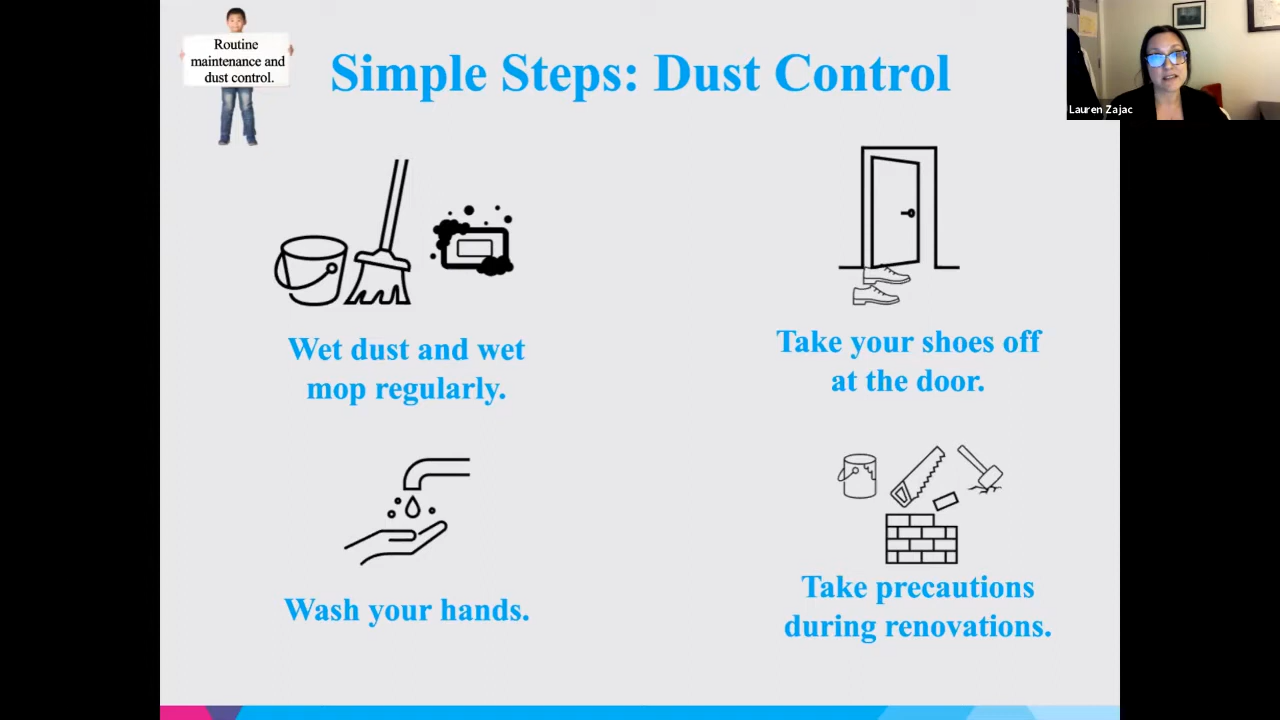 Routine
maintenance and
dust control.
Simple Steps: Dust Control
Lauren Zajac
Wet dust and wet
mop regularly.
Take your shoes off
at the door.
Wash your hands.
Take precautions
during renovations.